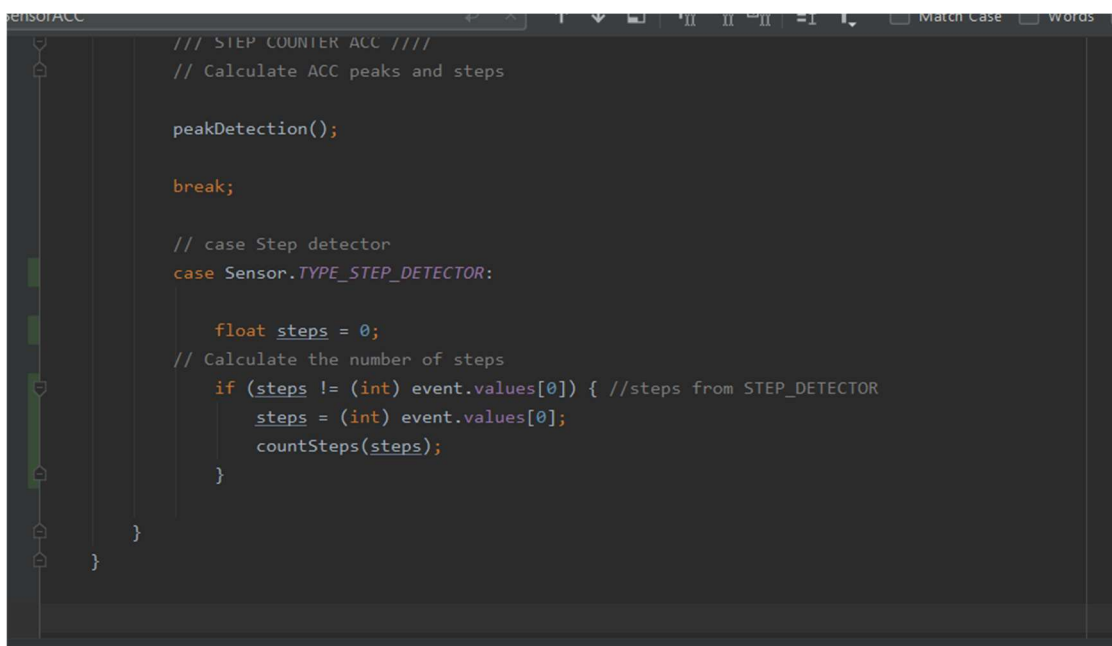 SensorACC Match Case Words
/// STEP COUNTER ACC ////
// Calculate ACC peaks and steps
peakDetection();
break;
// case Step detector
case Sensor.TYPE_STEP_DETECTOR:
float steps = 0;
// Calculate the number of steps
if (steps != (int) event.values[0]) { //steps from STEP_DETECTOR
steps = (int) event.values[0];
countSteps(steps);
}
}
}